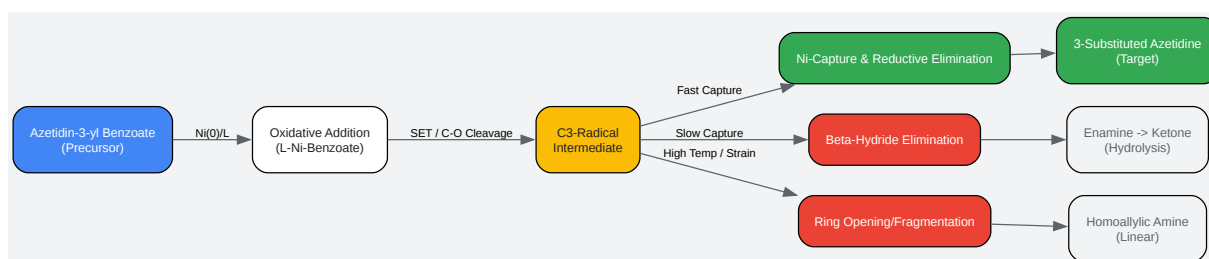 Azetidin-3-yl Benzoate
(Precursor)
Ni(0)/L
Oxidative Addition
(L-Ni-Benzoate)
SET / C-O Cleavage
C3-Radical
Intermediate
Fast Capture
Slow Capture
High Temp / Strain
Ni-Capture & Reductive Elimination
3-Substituted Azetidine
(Target)
Beta-Hydride Elimination
Enamine -> Ketone
(Hydrolysis)
Ring Opening/Fragmentation
Homoallylic Amine
(Linear)